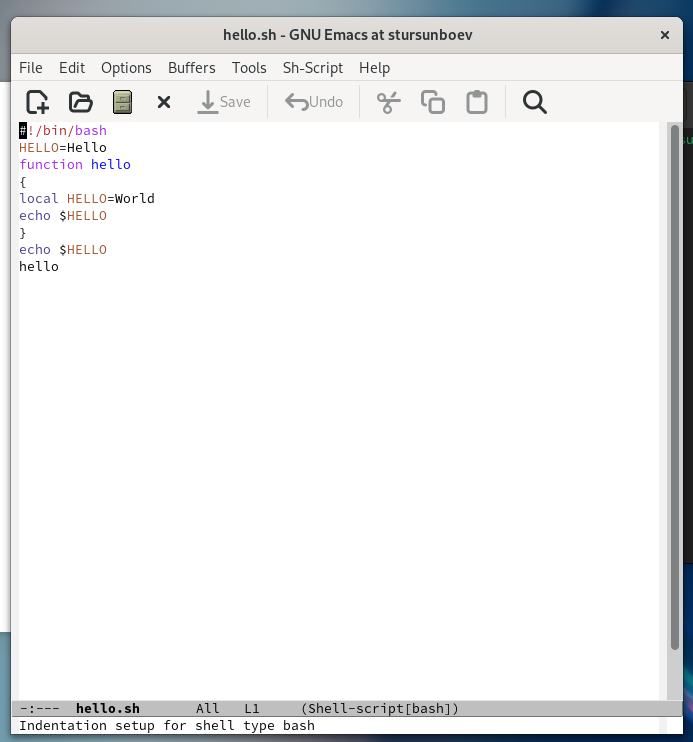 hello.sh - GNU Emacs at stursunboev
File Edit Options Buffers Tools Sh-Script Help
Save Undo
#!/bin/bash
HELLO=Hello
function hello
{
local HELLO=World
echo $HELLO
}
echo $HELLO
hello
-:--- hello.sh All L1 (Shell-script[bash])
Indentation setup for shell type bash
su